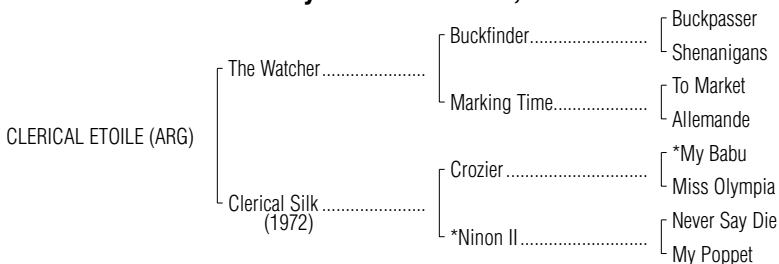 Buckpasser
Buckfinder
Shenanigans
The Watcher
To Market
Marking Time
Allemande
CLERICAL ETOILE (ARG)
*My Babu
Crozier
Miss Olympia
Clerical Silk
(1972)
Never Say Die
*Ninon II
My Poppet